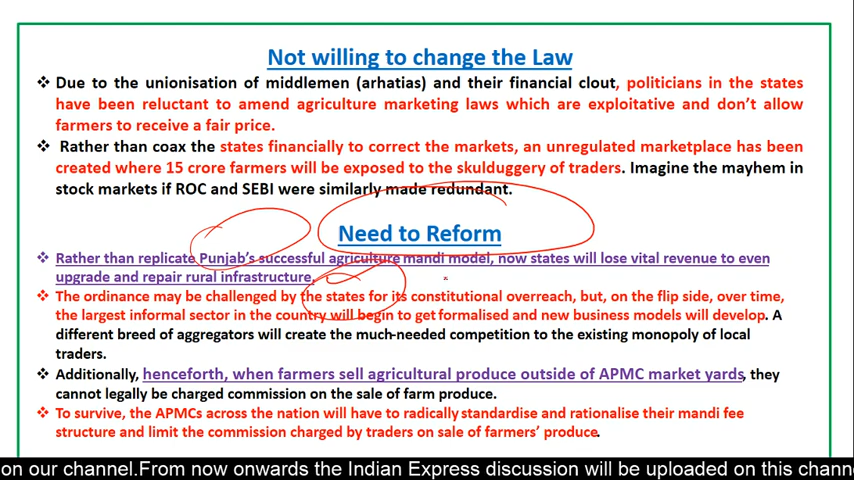 Not willing to change the Law
❖ Due to the unionisation of middlemen (arhatias) and their financial clout, politicians in the states
have been reluctant to amend agriculture marketing laws which are exploitative and don't allow
farmers to receive a fair price.
❖ Rather than coax the states financially to correct the markets, an unregulated marketplace has been
created where 15 crore farmers will be exposed to the skulduggery of traders. Imagine the mayhem in
stock markets if ROC and SEBI were similarly made redundant.
Need to Reform
❖ Rather than replicate Punjab's successful agriculture mandi model, now states will lose vital revenue to even
upgrade and repair rural infrastructure.
❖ The ordinance may be challenged by the states for its constitutional overreach, but, on the flip side, over time,
the largest informal sector in the country will begin to get formalised and new business models will develop. A
different breed of aggregators will create the much-needed competition to the existing monopoly of local
traders.
❖ Additionally, henceforth, when farmers sell agricultural produce outside of APMC market yards, they
cannot legally be charged commission on the sale of farm produce.
❖ To survive, the APMCs across the nation will have to radically standardise and rationalise their mandi fee
structure and limit the commission charged by traders on sale of farmers' produce.
on our channel.From now onwards the Indian Express discussion will be uploaded on this chann